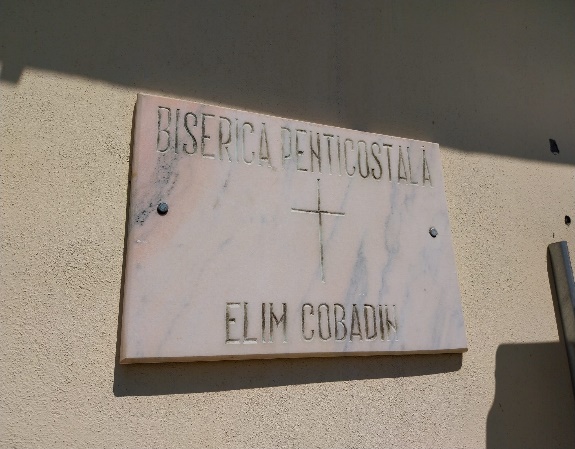 BISERICA PENTICOSTALĂ
ELIM COBADIN